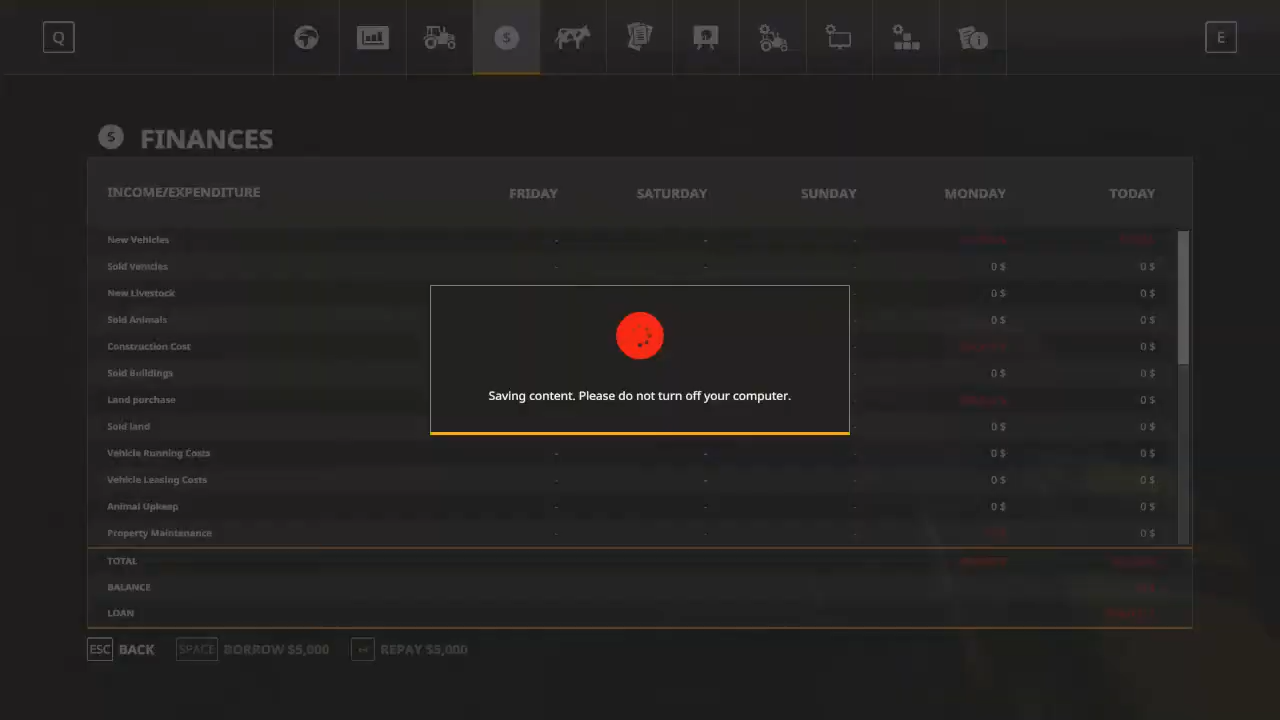 Q
E
FINANCES
INCOME/EXPENDITURE FRIDAY SATURDAY SUNDAY MONDAY TODAY
New Vehicles - - -
Sold Vehicles - - - 0 $ 0 $
New Livestock - 0 $ 0 $
Sold Animals - 0 $ 0 $
Construction Cost - 0 $
Sold Buildings - 0 $ 0 $
Land purchase - 0 $
Sold land - 0 $ 0 $
Vehicle Running Costs - - - 0 $ 0 $
Vehicle Leasing Costs - - - 0 $ 0 $
Animal Upkeep - - - 0 $ 0 $
Property Maintenance - - - 0 $
TOTAL
BALANCE
LOAN
Saving content. Please do not turn off your computer.
ESC BACK SPACE BORROW $5,000 REPAY $5,000